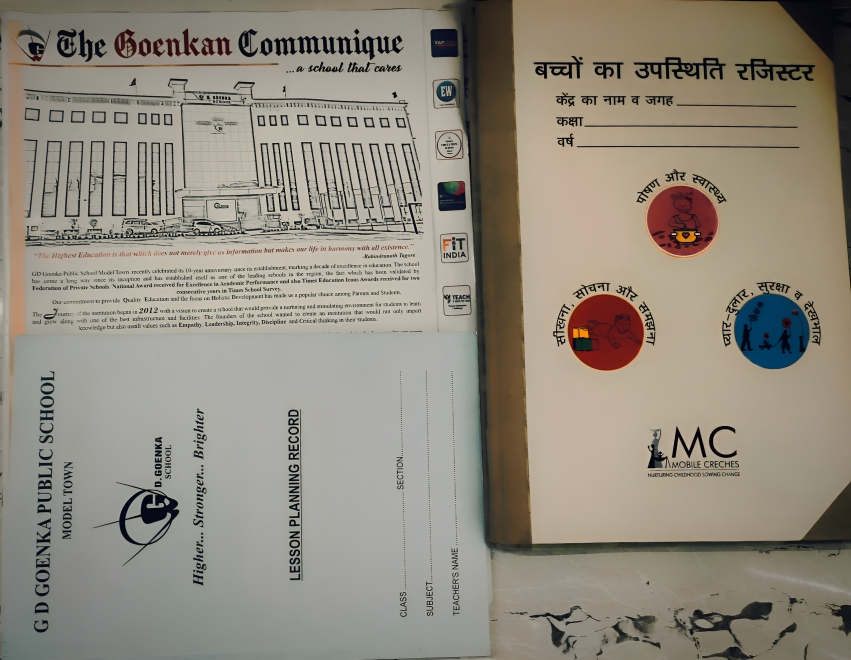 The Goenkan Communique
...a school that cares
G D GOENKA
SCHOOL
"The Highest Education is that which does not merely give us information but makes our life in harmony with all existence."
-Rabindranath Tagore
GD Goenka Public School Model Town, recently celebrated its 10-year anniversary since its establishment, marking a decade of excellence in education. The school
has come a long way since its inception and has established itself as one of the leading schools in the region, the fact which has been validated by
Federation of Private Schools National Award received for Excellence in Academic Performance and also Times Education Icons Awards received for two
consecutive years in Times School Survey.
Our commitment to provide Quality Education and the focus on Holistic Development has made us a popular choice among Parents and Students.
The Journey of the institution began in 2012 with a vision to create a school that would provide a nurturing and stimulating environment for students to learn
and grow along with one of the best infrastructure and facilities. The founders of the school wanted to create an institution that would not only impart
knowledge but also instill values such as Empathy, Leadership, Integrity, Discipline and Critical thinking in their students.
EW
FIT
INDIA
TEACH
G D GOENKA PUBLIC SCHOOL
MODEL TOWN
G
D. GOENKA
SCHOOL
Higher... Stronger... Brighter
LESSON PLANNING RECORD
CLASS SECTION
SUBJECT
TEACHER'S NAME
बच्चों का उपस्थिति रजिस्टर
केंद्र का नाम व जगह
कक्षा
वर्ष
पोषण और स्वास्थ्य
सीखना, सोचना और समझना
प्यार-दुलार, सुरक्षा व देखभाल
MC
MOBILE CRECHES
NURTURING CHILDHOOD SOWING CHANGE